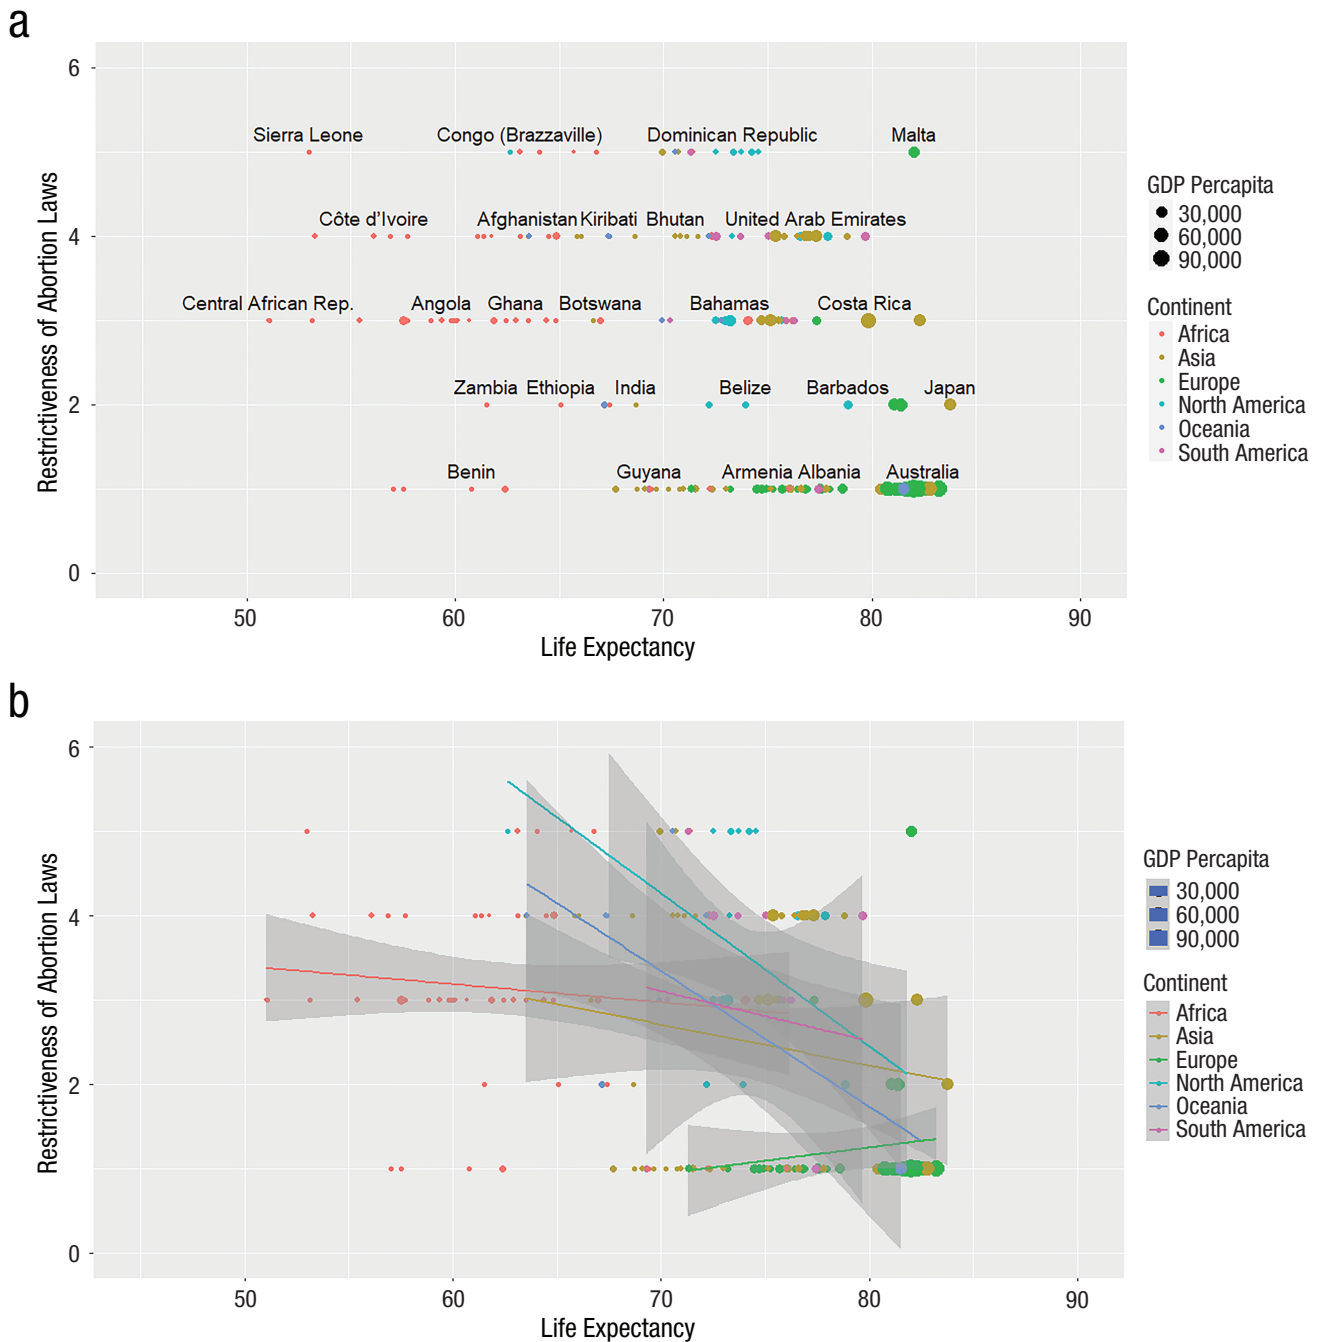 a
6
Sierra Leone Congo (Brazzaville) Dominican Republic Malta
Côte d'Ivoire Afghanistan Kiribati Bhutan United Arab Emirates
4
Central African Rep. Angola Ghana Botswana Bahamas Costa Rica
Zambia Ethiopia India Belize Barbados Japan
2
Benin Guyana Armenia Albania Australia
0
Restrictiveness of Abortion Laws
50 60 70 80 90
Life Expectancy
GDP Percapita
30,000
60,000
90,000
Continent
Africa
Asia
Europe
North America
Oceania
South America
b
6
4
2
0
Restrictiveness of Abortion Laws
50 60 70 80 90
Life Expectancy
GDP Percapita
30,000
60,000
90,000
Continent
Africa
Asia
Europe
North America
Oceania
South America